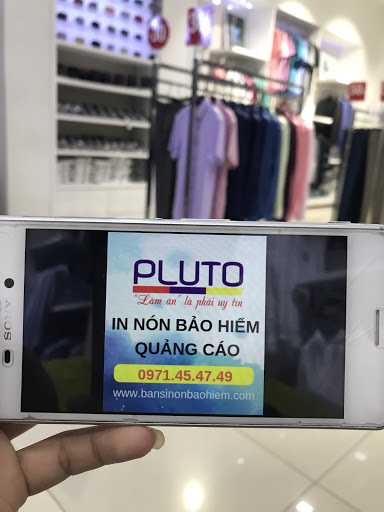 PLUTO
"Làm ăn" là phải uy tín
IN NÓN BẢO HIỂM
QUẢNG CÁO
0971.45.47.49
www.bansinonbaohiem.com
SONY